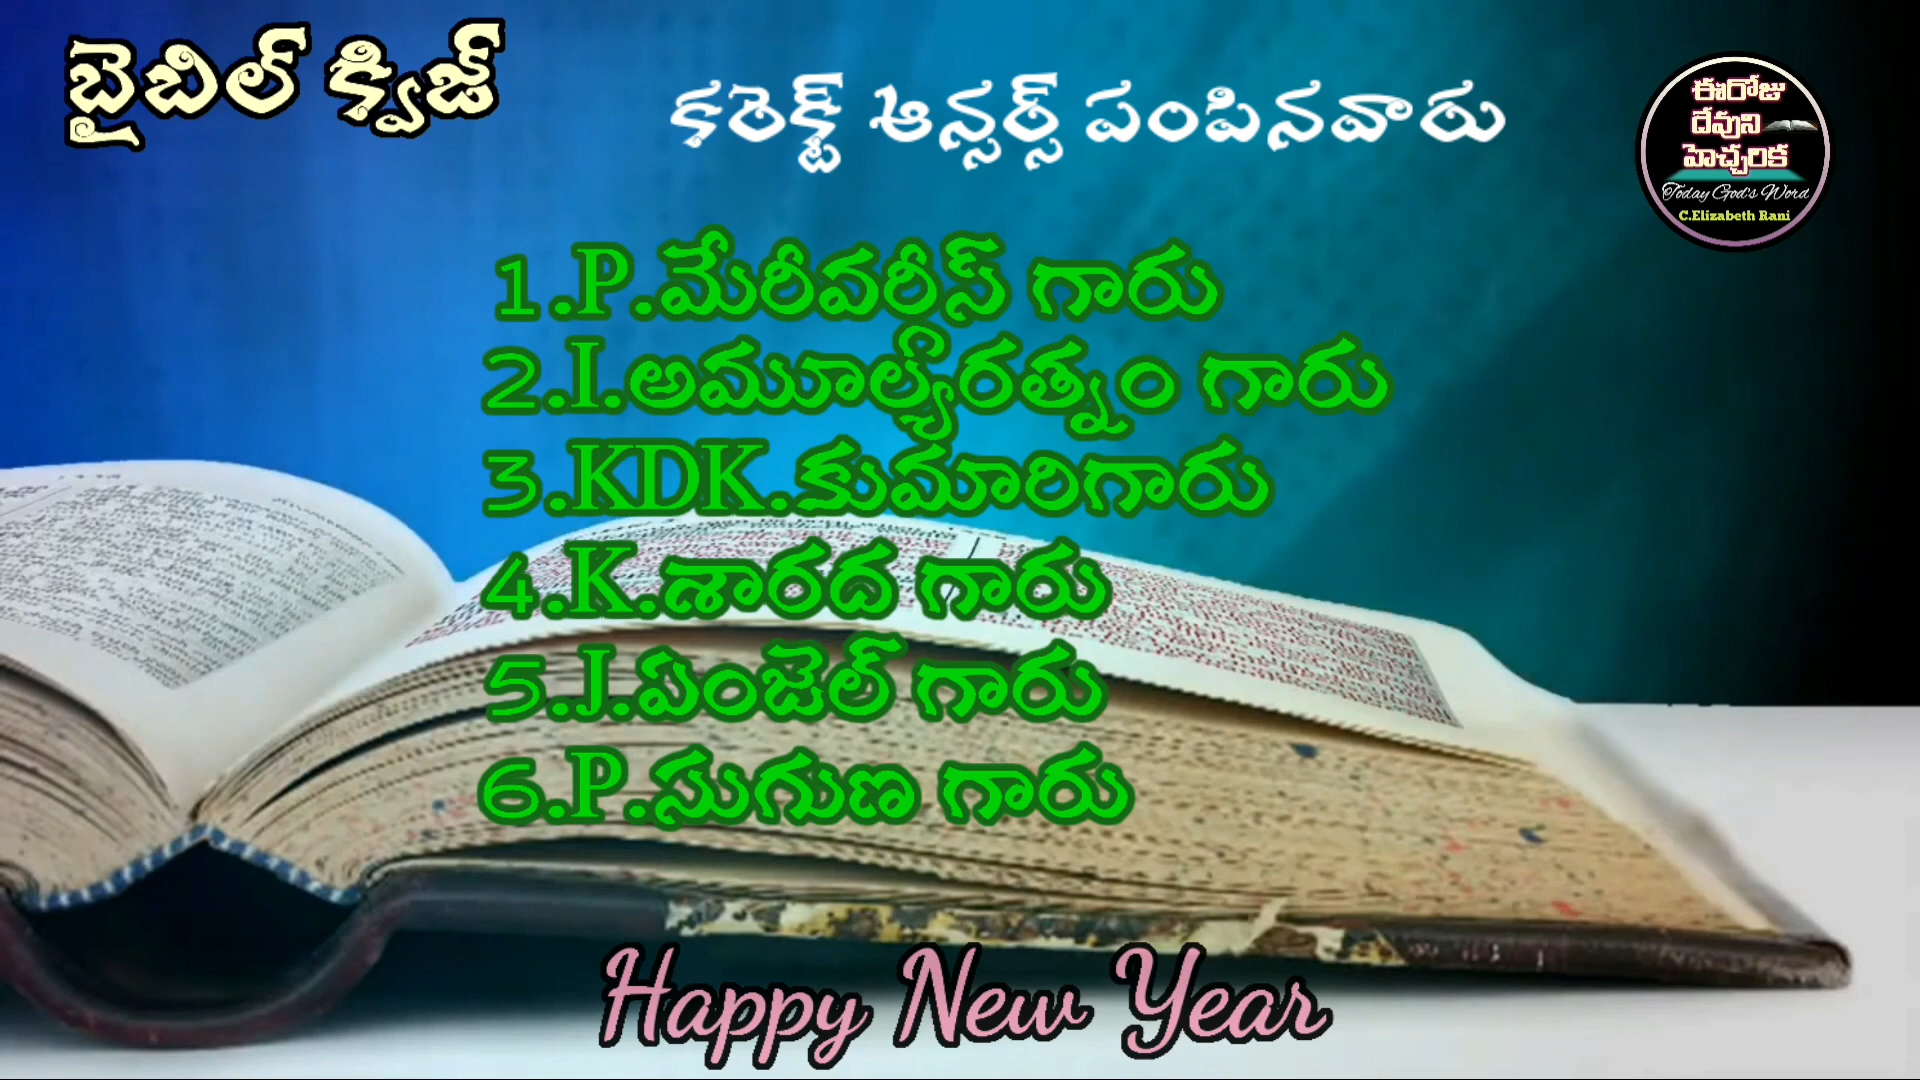 బైబిల్ క్విజ్
కరెక్ట్ ఆన్సర్స్ పంపినవారు
ఈరోజు
దేవుని
హెచ్చరిక
Today God's Word
C.Elizabeth Rani
1.P.మేరీవర్గీస్ గారు
2.I.అమూల్యరత్నం గారు
3.KDK.కుమారిగారు
4.K.శారద గారు
5.J.ఏంజెల్ గారు
6.P.సుగుణ గారు
Happy New Year